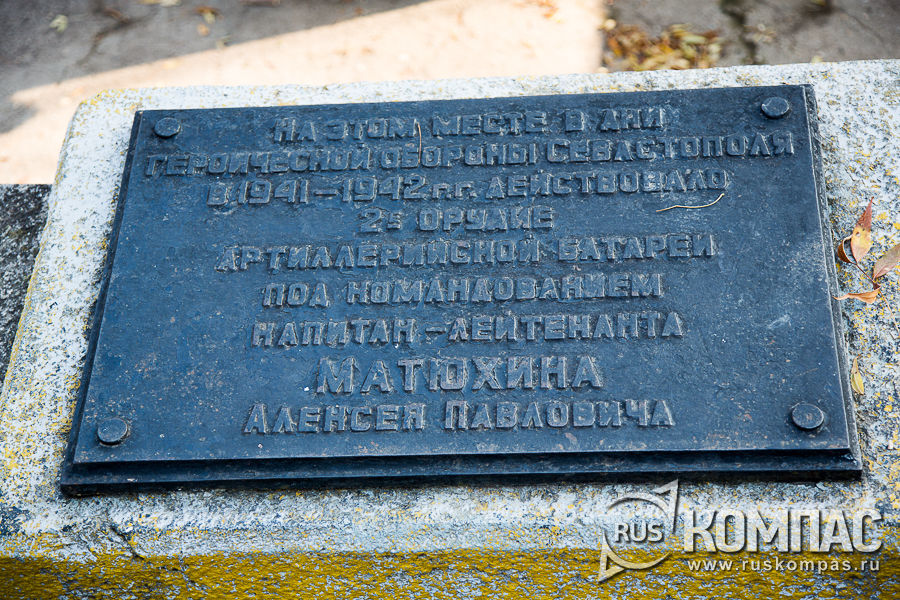 На этом месте в дни
героической обороны Севастополя
в 1941-1942 гг. действовало
2е орудие
артиллерийской батареи
под командованием
капитан-лейтенанта
МАТЮХИНА
Алексея Павловича
RUS КОМПАС
www.ruskompas.ru